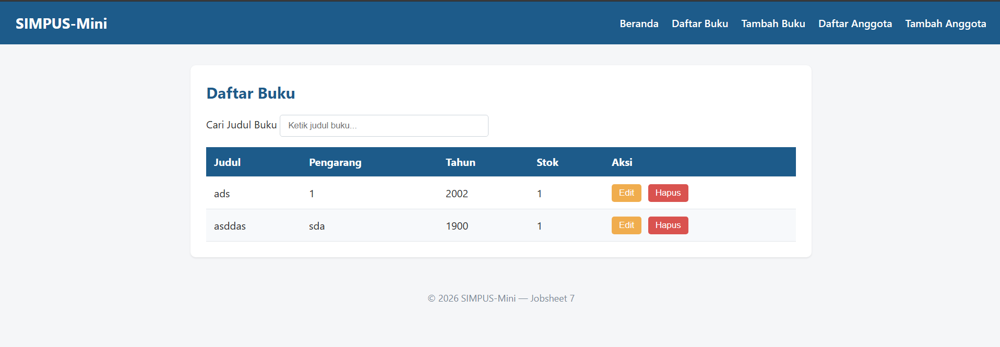 SIMPUS-Mini
Beranda Daftar Buku Tambah Buku Daftar Anggota Tambah Anggota
Daftar Buku
Cari Judul Buku Ketik judul buku...
Judul Pengarang Tahun Stok Aksi
ads 1 2002 1 Edit Hapus
asddas sda 1900 1 Edit Hapus
© 2026 SIMPUS-Mini — Jobsheet 7